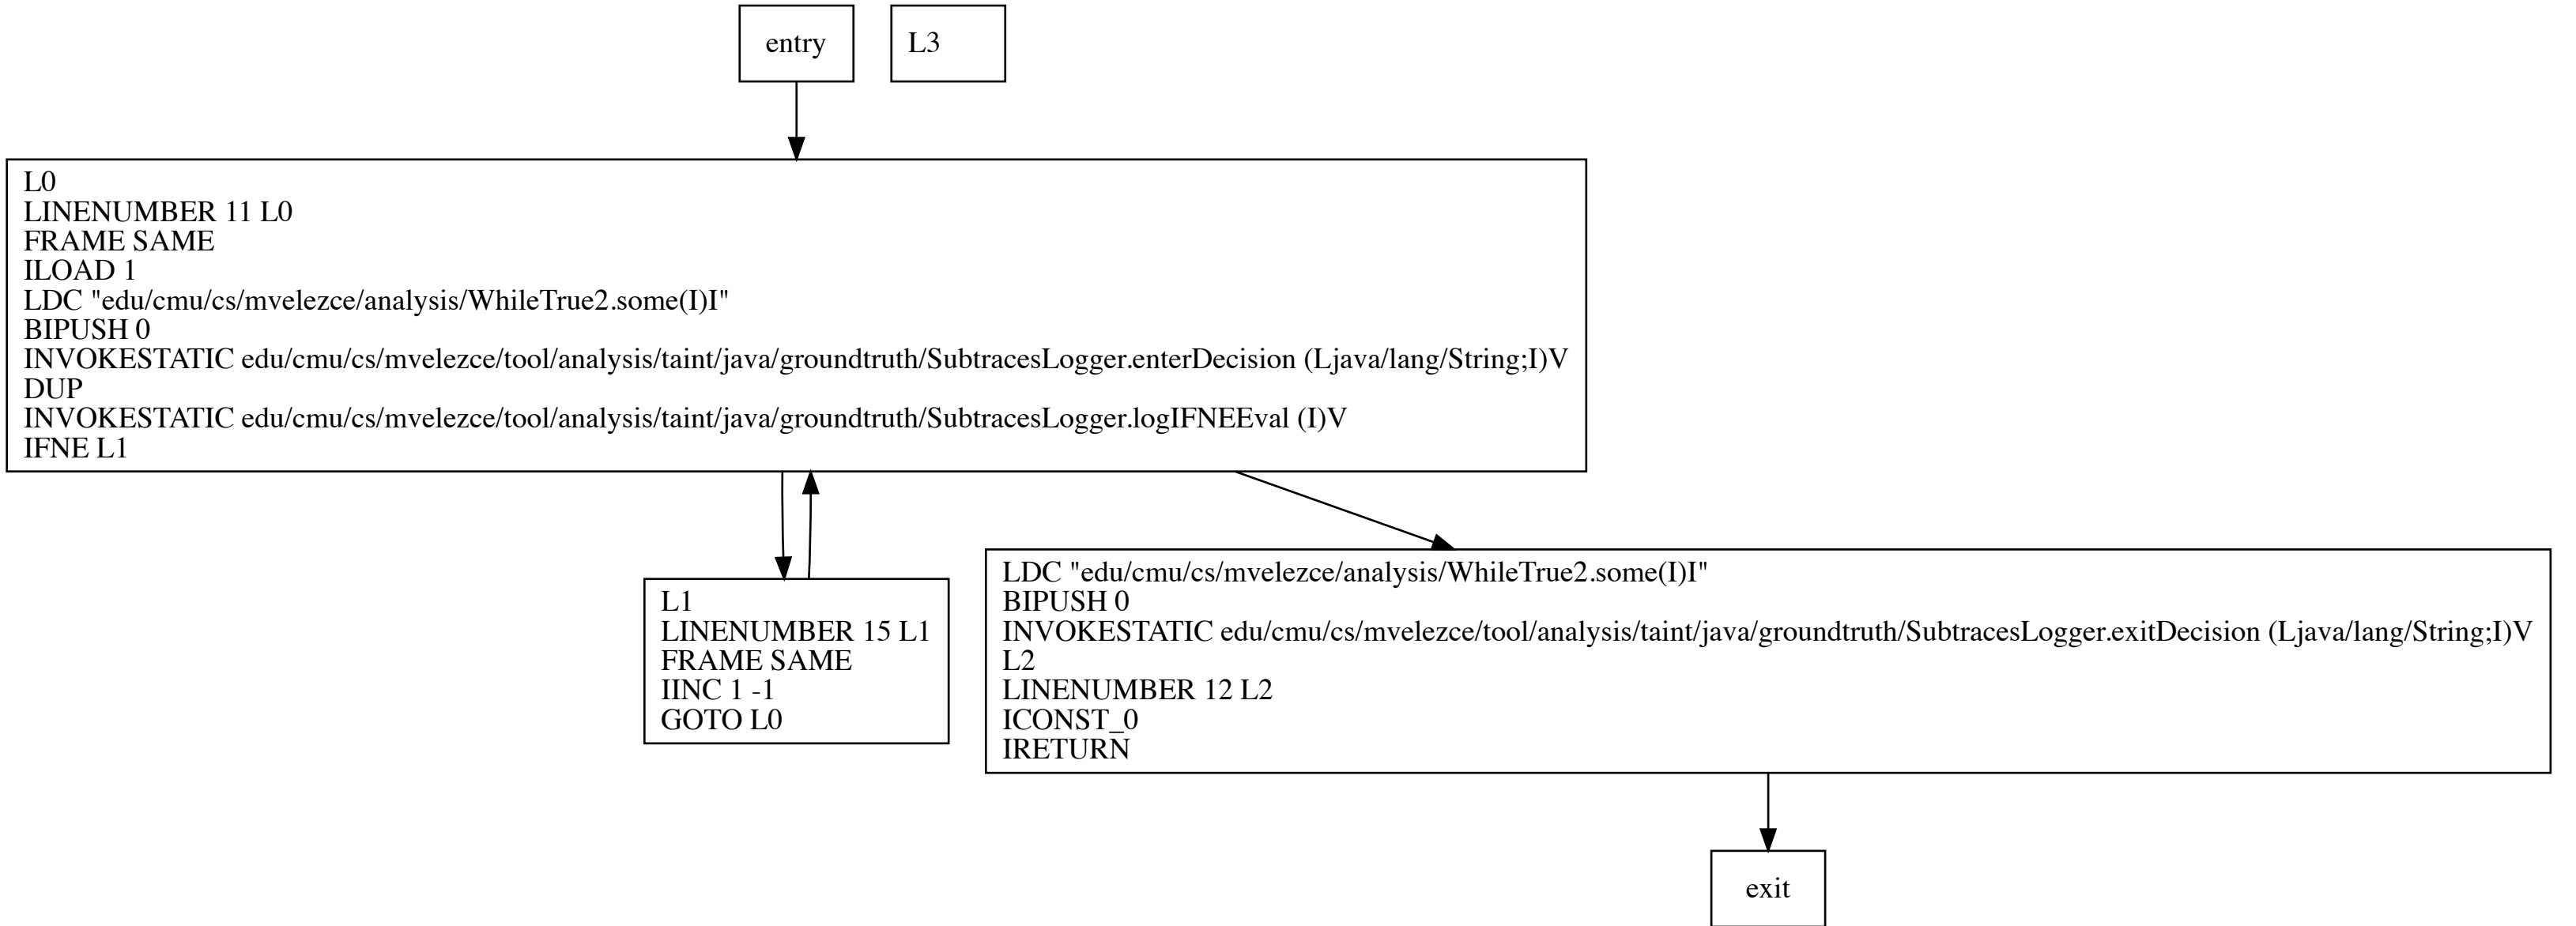 entry
L3
L0
LINENUMBER 11 L0
FRAME SAME
ILOAD 1
LDC "edu/cmu/cs/mvelezce/analysis/WhileTrue2.some(I)I"
BIPUSH 0
INVOKESTATIC edu/cmu/cs/mvelezce/tool/analysis/taint/java/groundtruth/SubtracesLogger.enterDecision (Ljava/lang/String;I)V
DUP
INVOKESTATIC edu/cmu/cs/mvelezce/tool/analysis/taint/java/groundtruth/SubtracesLogger.logIFNEEval (I)V
IFNE L1
L1
LINENUMBER 15 L1
FRAME SAME
IINC 1 -1
GOTO L0
LDC "edu/cmu/cs/mvelezce/analysis/WhileTrue2.some(I)I"
BIPUSH 0
INVOKESTATIC edu/cmu/cs/mvelezce/tool/analysis/taint/java/groundtruth/SubtracesLogger.exitDecision (Ljava/lang/String;I)V
L2
LINENUMBER 12 L2
ICONST_0
IRETURN
exit